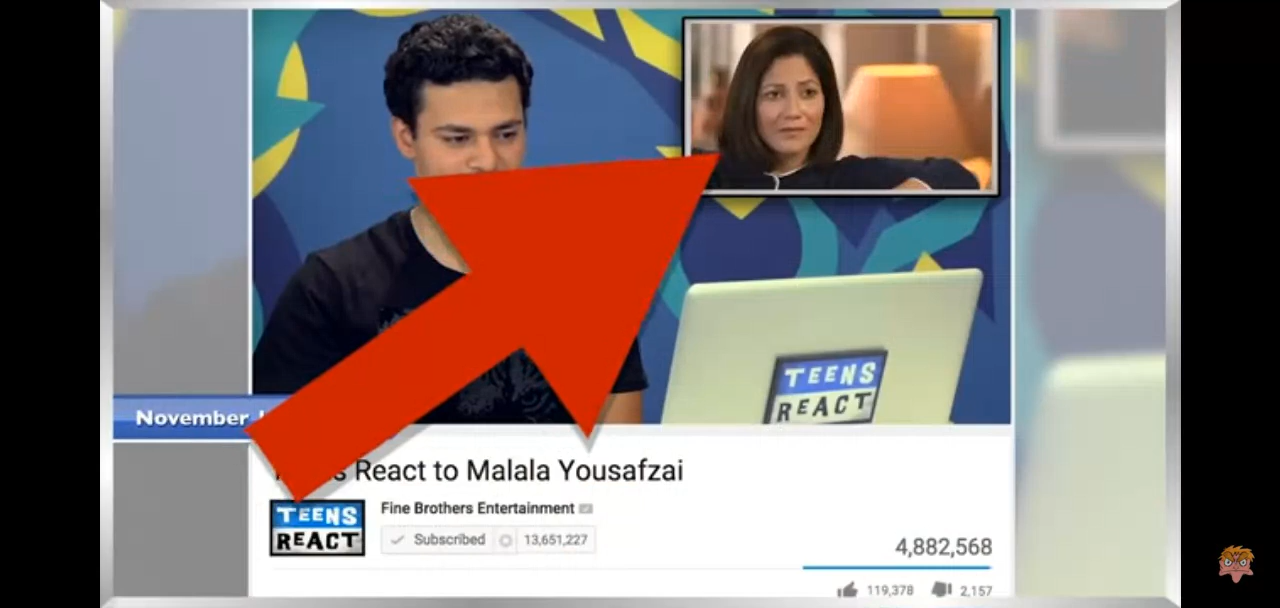 TEENS
REACT
November
React to Malala Yousafzai
TEENS
REACT
Fine Brothers Entertainment
Subscribed
13,651,227
4,882,568
119,378
2,157